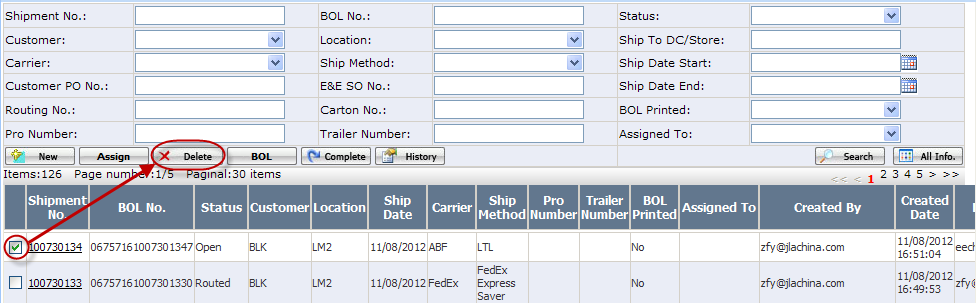 Shipment No.: BOL No.: Status:
Customer: Location: Ship To DC/Store:
Carrier: Ship Method: Ship Date Start:
Customer PO No.: E&E SO No.: Ship Date End:
Routing No.: Carton No.: BOL Printed:
Pro Number: Trailer Number: Assigned To:
New Assign Delete BOL Complete History Search All Info.
Items:126 Page number:1/5 Paginal:30 items << < 1 2 3 4 5 > >>
Shipment No. BOL No. Status Customer Location Ship Date Carrier Ship Method Pro Number Trailer Number BOL Printed Assigned To Created By Created Date
100730134 06757161007301347 Open BLK LM2 11/08/2012 ABF LTL No zfy@jlachina.com 11/08/2012 16:51:04 eech
100730133 06757161007301330 Routed BLK LM2 11/08/2012 FedEx FedEx Express Saver No zfy@jlachina.com 11/08/2012 16:49:53 zfy@